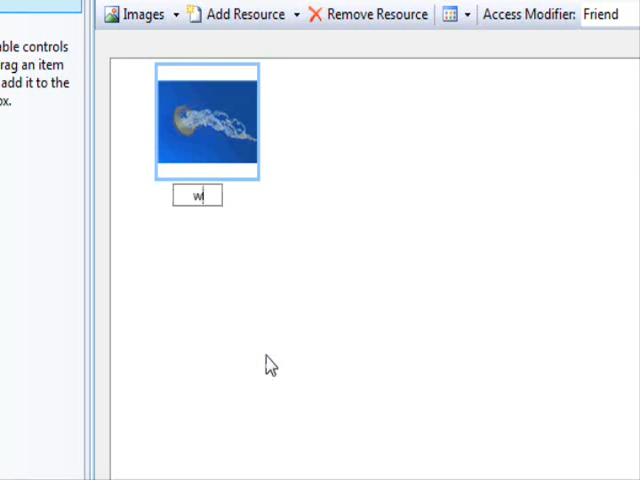 Images Add Resource Remove Resource Access Modifier: Friend
able controls
rag an item
add it to the
ox.
w